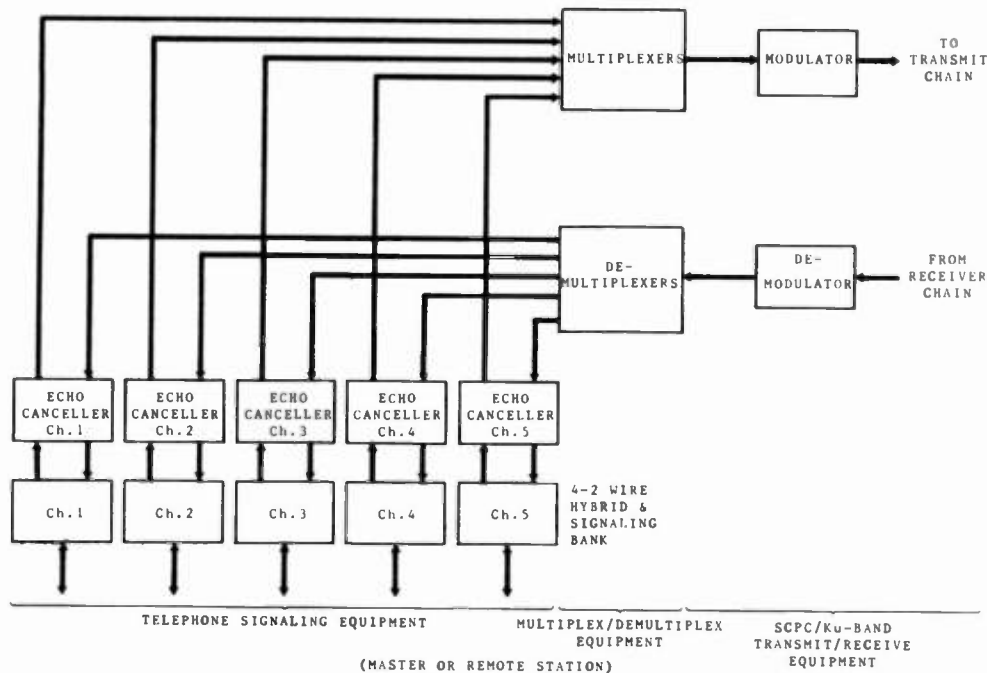 MULTIPLEXERS
MODULATOR
TO
TRANSMIT
CHAIN
DE-
MULTIPLEXERS
DE-
MODULATOR
FROM
RECEIVER
CHAIN
ECHO
CANCELLER
Ch.1
ECHO
CANCELLER
Ch.2
ECHO
CANCELLER
Ch.3
ECHO
CANCELLER
Ch.4
ECHO
CANCELLER
Ch.5
Ch.1
Ch.2
Ch.3
Ch.4
Ch.5
4-2 WIRE
HYBRID &
SIGNALING
BANK
TELEPHONE SIGNALING EQUIPMENT
MULTIPLEX/DEMULTIPLEX
EQUIPMENT
SCPC/Ku-BAND
TRANSMIT/RECEIVE
EQUIPMENT
(MASTER OR REMOTE STATION)